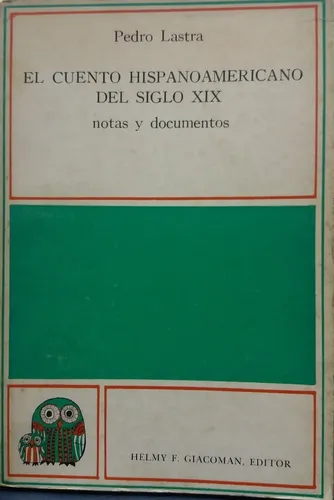 Pedro Lastra
EL CUENTO HISPANOAMERICANO
DEL SIGLO XIX
notas y documentos
HELMY F. GIACOMAN, EDITOR